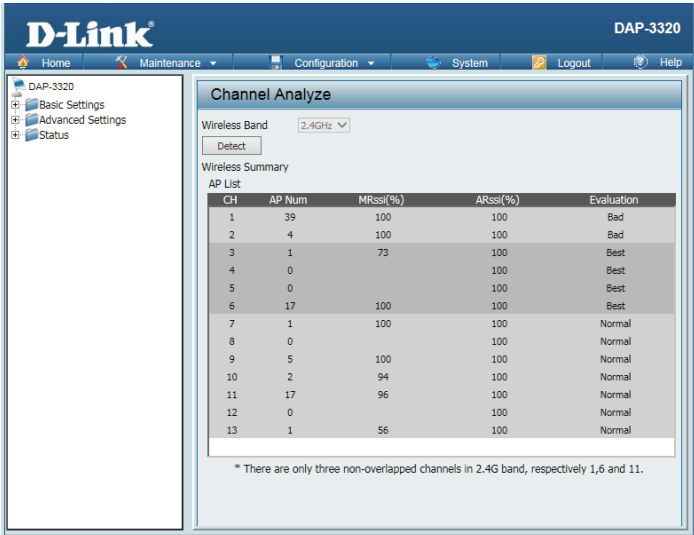 D-Link
DAP-3320
Home Maintenance Configuration System Logout Help
DAP-3320
Basic Settings
Advanced Settings
Status
Channel Analyze
Wireless Band 2.4GHz
Detect
Wireless Summary
AP List
CH AP Num MRssi(%) ARssi(%) Evaluation
1 39 100 100 Bad
2 4 100 100 Bad
3 1 73 100 Best
4 0 100 Best
5 0 100 Best
6 17 100 100 Best
7 1 100 100 Normal
8 0 100 Normal
9 5 100 100 Normal
10 2 94 100 Normal
11 17 96 100 Normal
12 0 100 Normal
13 1 56 100 Normal
* There are only three non-overlapped channels in 2.4G band, respectively 1,6 and 11.